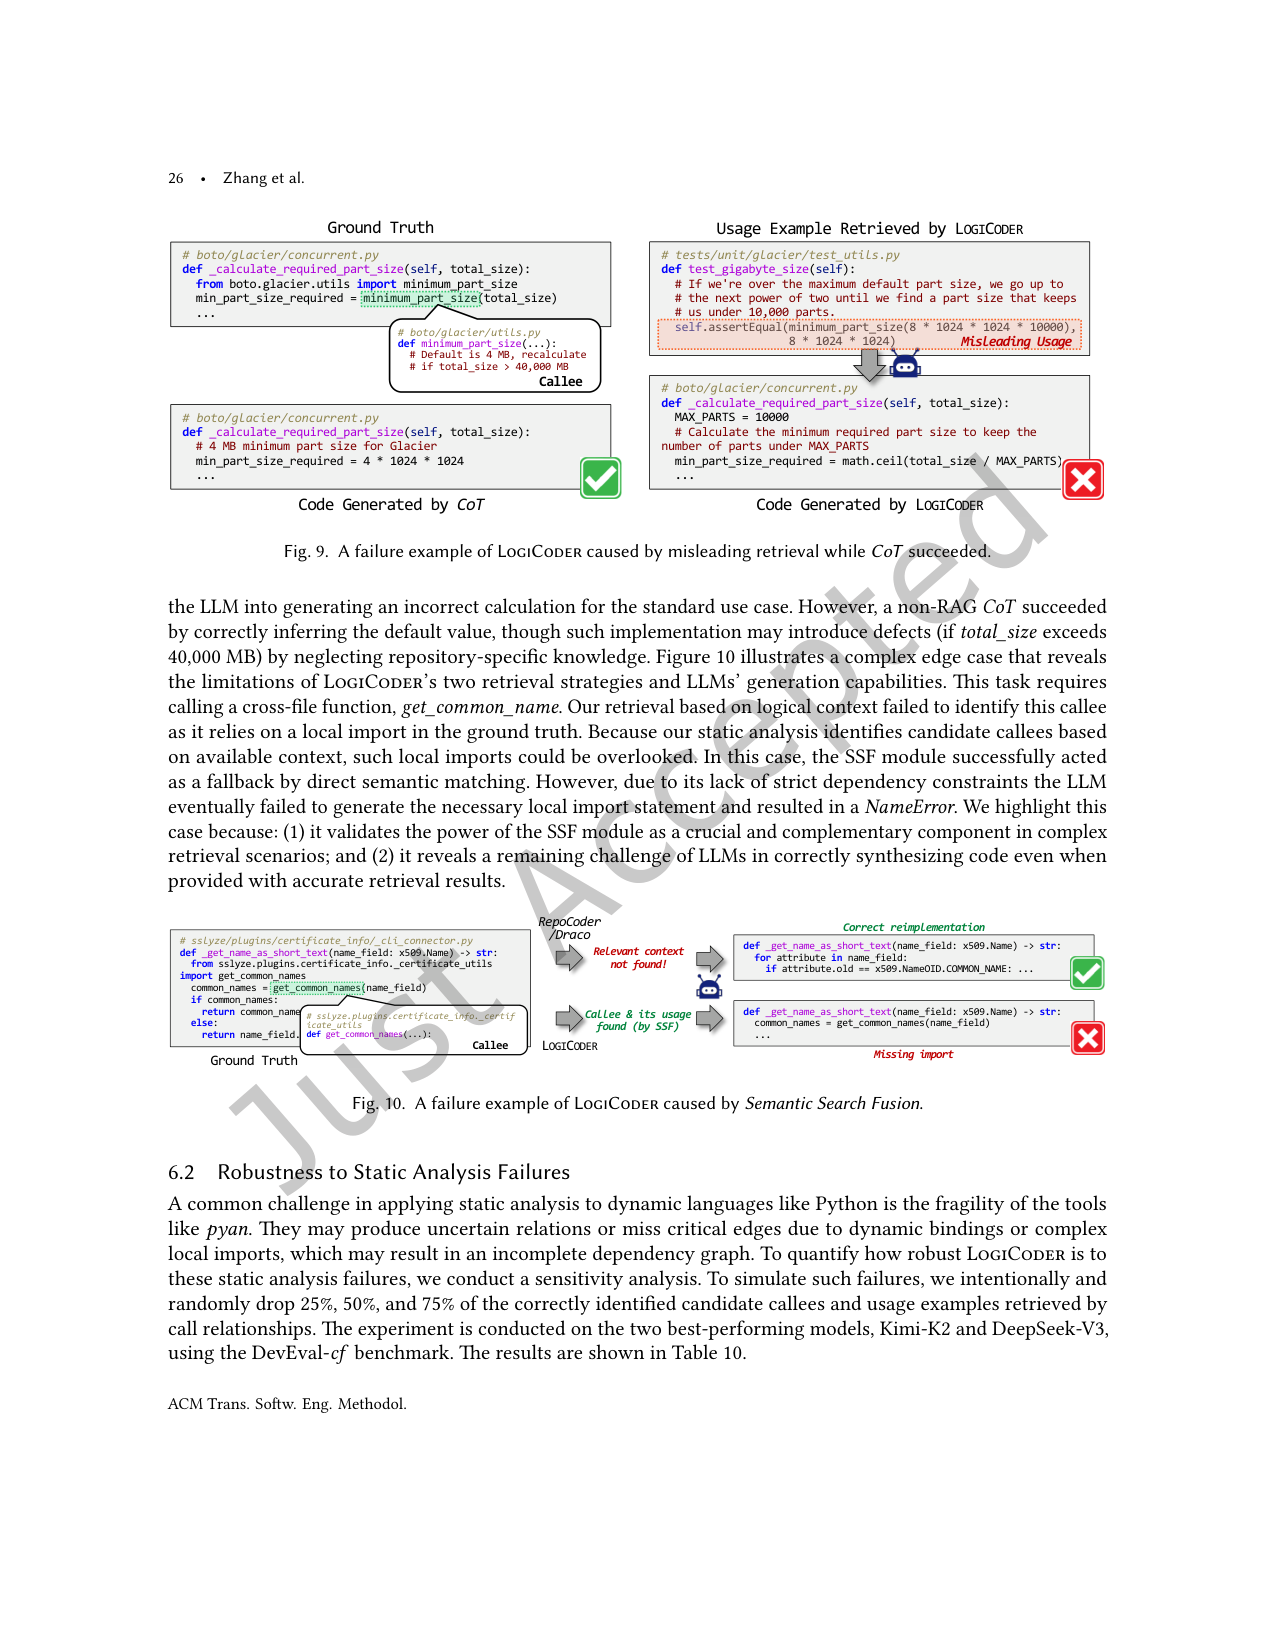 26 • Zhang et al.
Ground Truth
# boto/glacier/concurrent.py
def _calculate_required_part_size(self, total_size):
from boto.glacier.utils import minimum_part_size
min_part_size_required = minimum_part_size(total_size)
...
# boto/glacier/utils.py
def minimum_part_size(...):
# Default is 4 MB, recalculate
# if total_size > 40,000 MB
Callee
# boto/glacier/concurrent.py
def _calculate_required_part_size(self, total_size):
# 4 MB minimum part size for Glacier
min_part_size_required = 4 * 1024 * 1024
...
Code Generated by CoT
Usage Example Retrieved by LOGICODER
# tests/unit/glacier/test_utils.py
def test_gigabyte_size(self):
# If we're over the maximum default part size, we go up to
# the next power of two until we find a part size that keeps
# us under 10,000 parts.
self.assertEqual(minimum_part_size(8 * 1024 * 1024 * 10000),
8 * 1024 * 1024)
Misleading Usage
# boto/glacier/concurrent.py
def _calculate_required_part_size(self, total_size):
MAX_PARTS = 10000
# Calculate the minimum required part size to keep the
number of parts under MAX_PARTS
min_part_size_required = math.ceil(total_size / MAX_PARTS)
...
Code Generated by LOGICODER
Fig. 9. A failure example of LOGICODER caused by misleading retrieval while CoT succeeded.
the LLM into generating an incorrect calculation for the standard use case. However, a non-RAG CoT succeeded
by correctly inferring the default value, though such implementation may introduce defects (if total_size exceeds
40,000 MB) by neglecting repository-specific knowledge. Figure 10 illustrates a complex edge case that reveals
the limitations of LOGICODER's two retrieval strategies and LLMs' generation capabilities. This task requires
calling a cross-file function, get_common_name. Our retrieval based on logical context failed to identify this callee
as it relies on a local import in the ground truth. Because our static analysis identifies candidate callees based
on available context, such local imports could be overlooked. In this case, the SSF module successfully acted
as a fallback by direct semantic matching. However, due to its lack of strict dependency constraints the LLM
eventually failed to generate the necessary local import statement and resulted in a NameError. We highlight this
case because: (1) it validates the power of the SSF module as a crucial and complementary component in complex
retrieval scenarios; and (2) it reveals a remaining challenge of LLMs in correctly synthesizing code even when
provided with accurate retrieval results.
# sslyze/plugins/certificate_info/_cli_connector.py
def _get_name_as_short_text(name_field: x509.Name) -> str:
from sslyze.plugins.certificate_info._certificate_utils
import get_common_names
common_names = get_common_names(name_field)
if common_names:
return common_name
else:
return name_field.
# sslyze.plugins.certificate_info._certif
icate_utils
def get_common_names(...):
Callee
Ground Truth
RepoCoder
/Draco
Relevant context
not found!
Callee & its usage
found (by SSF)
LOGICODER
Correct reimplementation
def _get_name_as_short_text(name_field: x509.Name) -> str:
for attribute in name_field:
if attribute.old == x509.NameOID.COMMON_NAME: ...
def _get_name_as_short_text(name_field: x509.Name) -> str:
common_names = get_common_names(name_field)
...
Missing import
Fig. 10. A failure example of LOGICODER caused by Semantic Search Fusion.
6.2 Robustness to Static Analysis Failures
A common challenge in applying static analysis to dynamic languages like Python is the fragility of the tools
like pyan. They may produce uncertain relations or miss critical edges due to dynamic bindings or complex
local imports, which may result in an incomplete dependency graph. To quantify how robust LOGICODER is to
these static analysis failures, we conduct a sensitivity analysis. To simulate such failures, we intentionally and
randomly drop 25%, 50%, and 75% of the correctly identified candidate callees and usage examples retrieved by
call relationships. The experiment is conducted on the two best-performing models, Kimi-K2 and DeepSeek-V3,
using the DevEval-cf benchmark. The results are shown in Table 10.
ACM Trans. Softw. Eng. Methodol.
Just Accepted